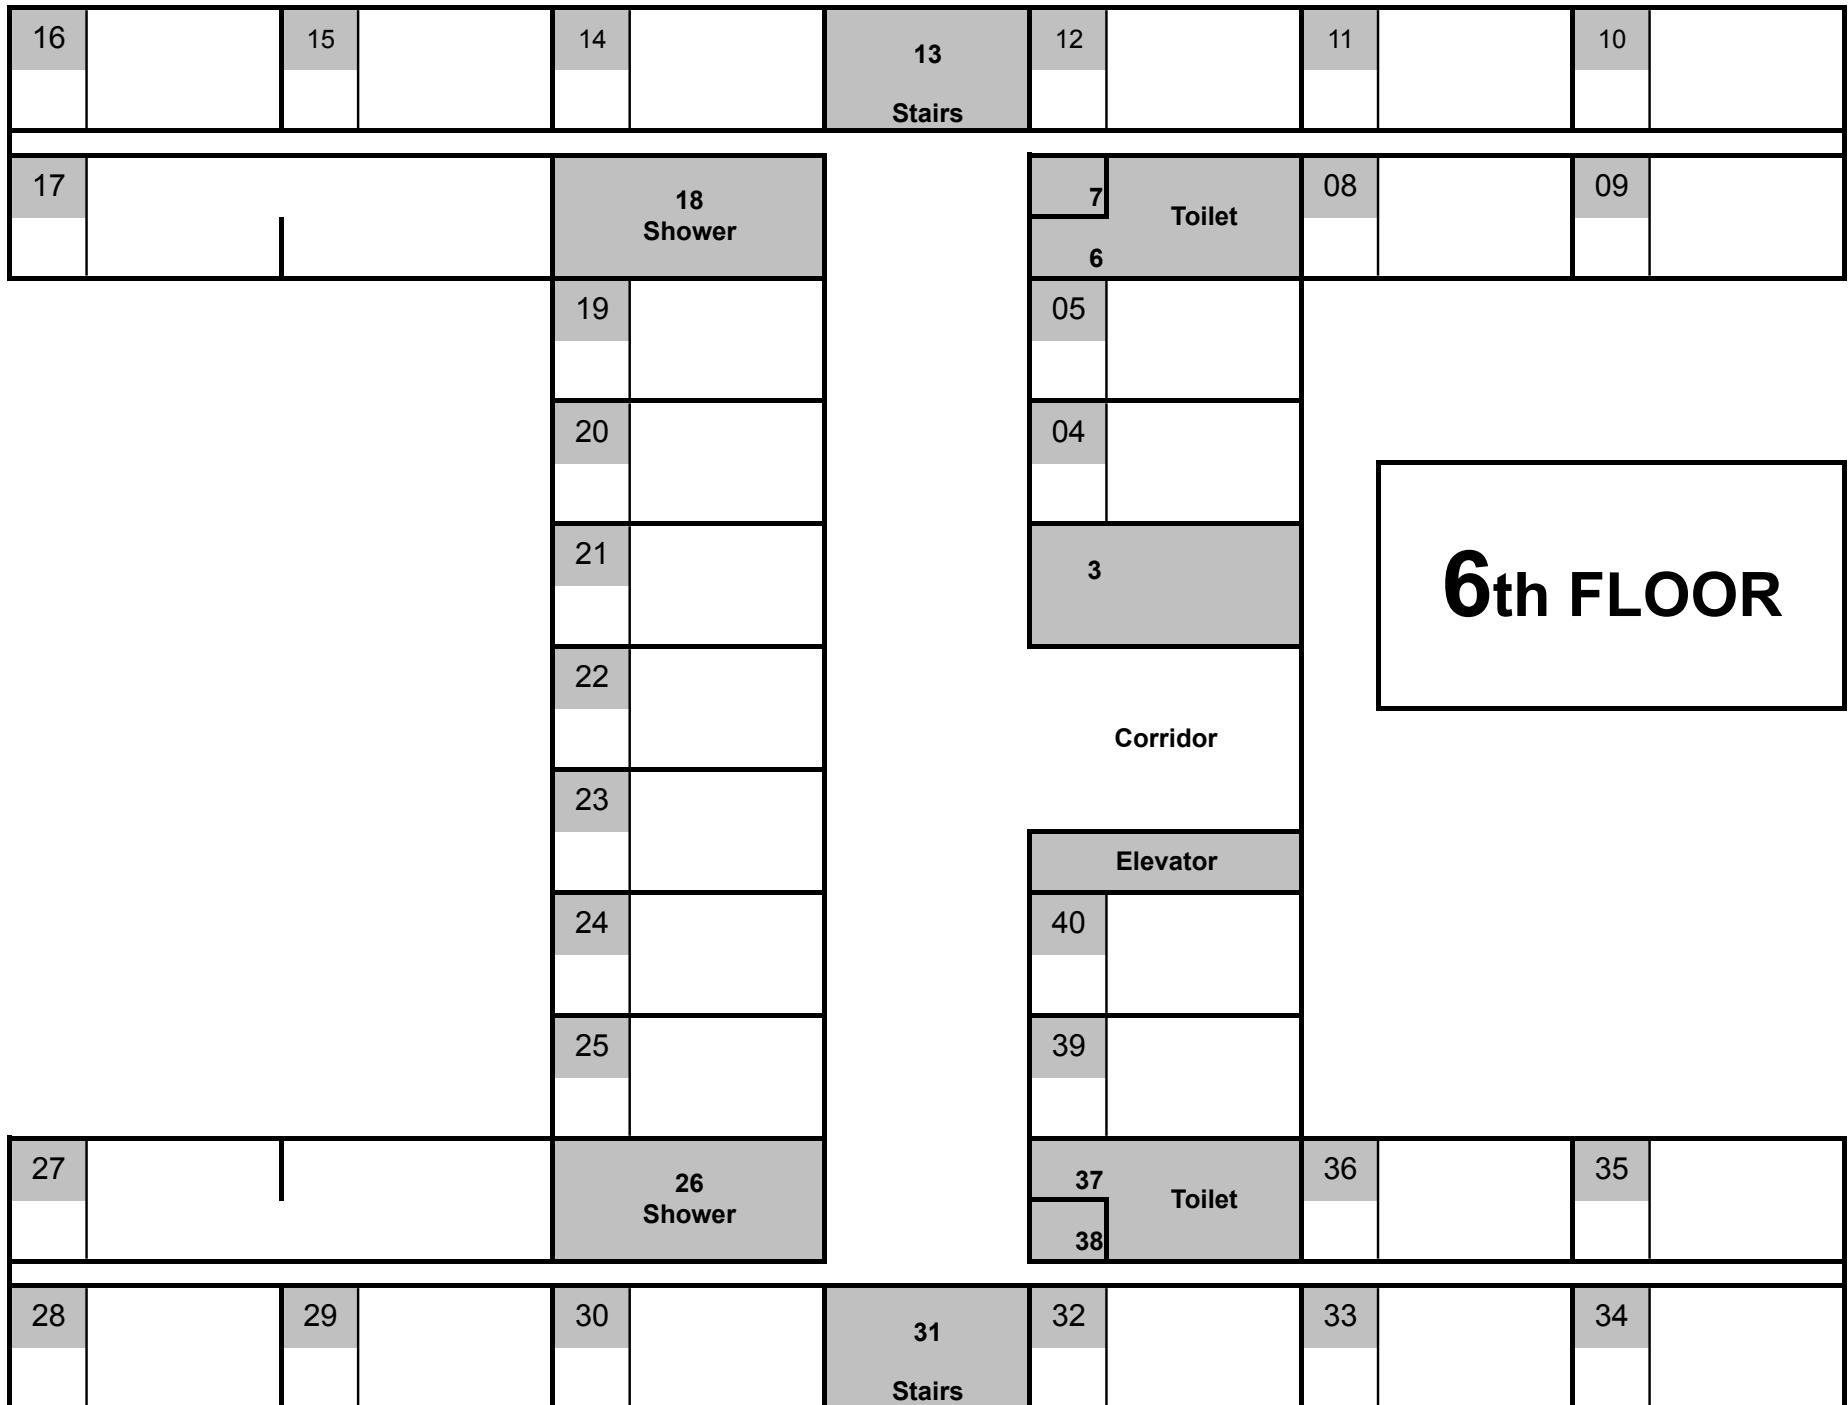 16 15 14 13 12 11 10
Stairs
17 18 7 Toilet 08 09
Shower
6
19 05
20 04
21 3
6th FLOOR
22
Corridor
23
Elevator
24 40
25 39
27 26 37 Toilet 36 35
Shower
38
28 29 30 31 32 33 34
Stairs